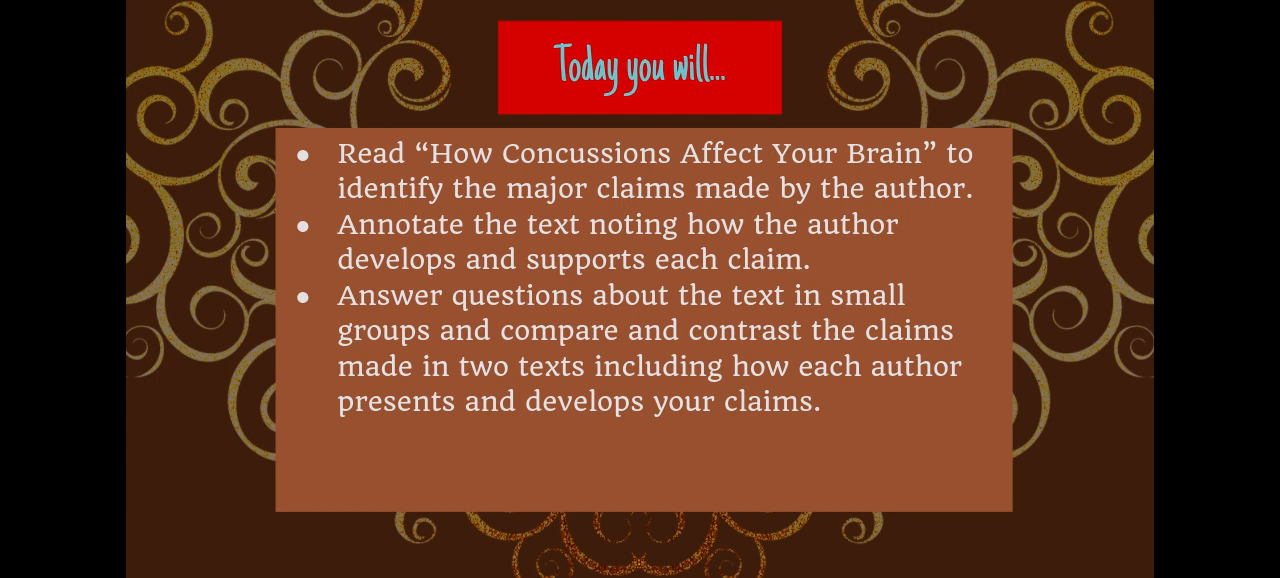 Today you will...
● Read “How Concussions Affect Your Brain” to
identify the major claims made by the author.
● Annotate the text noting how the author
develops and supports each claim.
● Answer questions about the text in small
groups and compare and contrast the claims
made in two texts including how each author
presents and develops your claims.